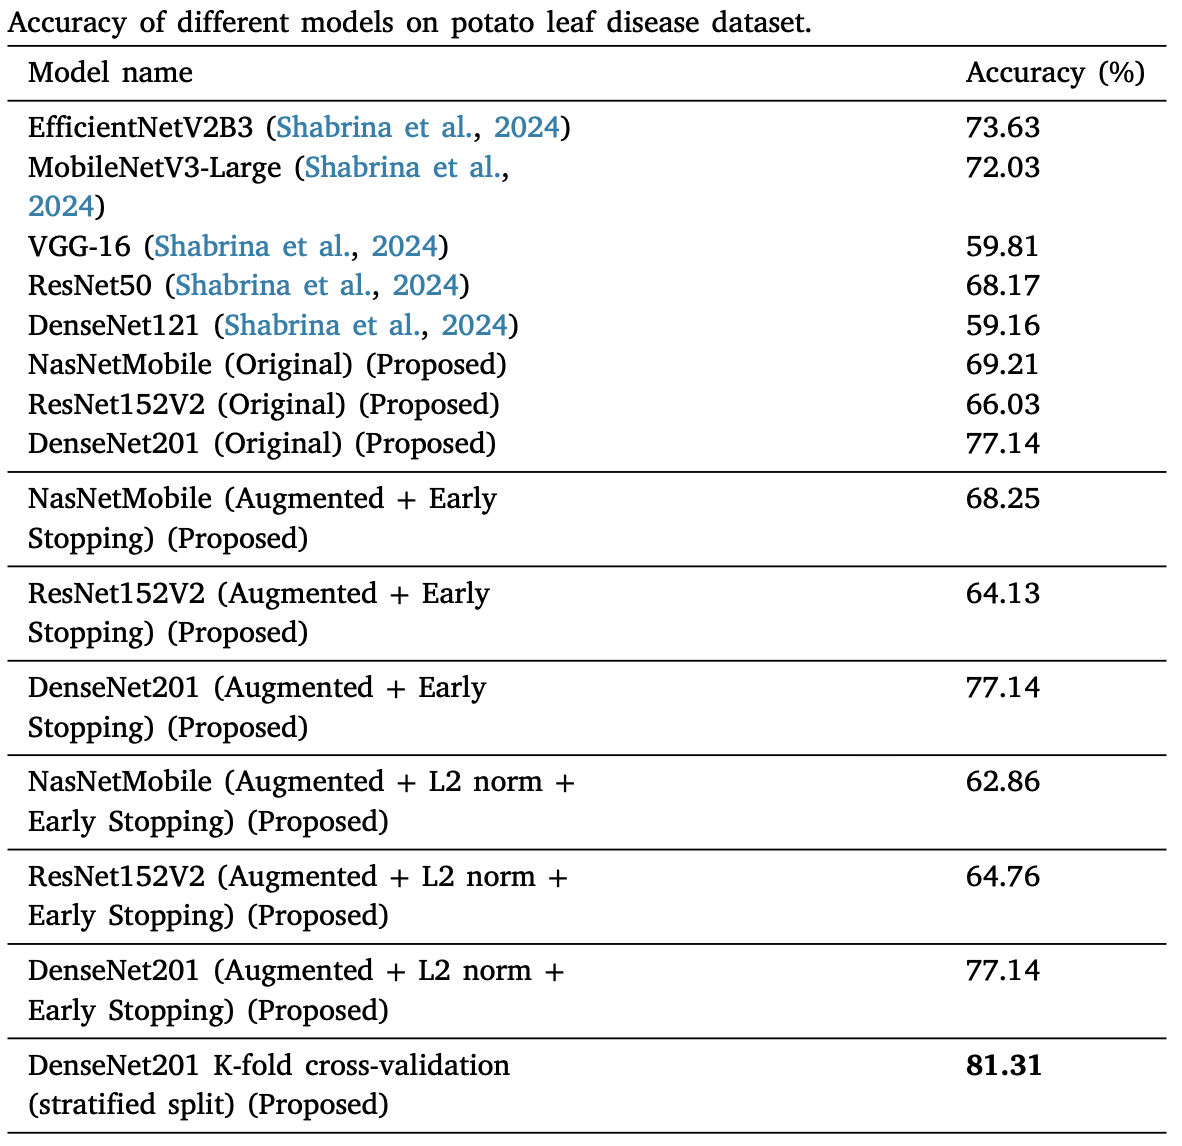 Accuracy of different models on potato leaf disease dataset.
Model name Accuracy (%)
EfficientNetV2B3 (Shabrina et al., 2024) 73.63
MobileNetV3-Large (Shabrina et al., 72.03
2024)
VGG-16 (Shabrina et al., 2024) 59.81
ResNet50 (Shabrina et al., 2024) 68.17
DenseNet121 (Shabrina et al., 2024) 59.16
NasNetMobile (Original) (Proposed) 69.21
ResNet152V2 (Original) (Proposed) 66.03
DenseNet201 (Original) (Proposed) 77.14
NasNetMobile (Augmented + Early 68.25
Stopping) (Proposed)
ResNet152V2 (Augmented + Early 64.13
Stopping) (Proposed)
DenseNet201 (Augmented + Early 77.14
Stopping) (Proposed)
NasNetMobile (Augmented + L2 norm + 62.86
Early Stopping) (Proposed)
ResNet152V2 (Augmented + L2 norm + 64.76
Early Stopping) (Proposed)
DenseNet201 (Augmented + L2 norm + 77.14
Early Stopping) (Proposed)
DenseNet201 K-fold cross-validation 81.31
(stratified split) (Proposed)